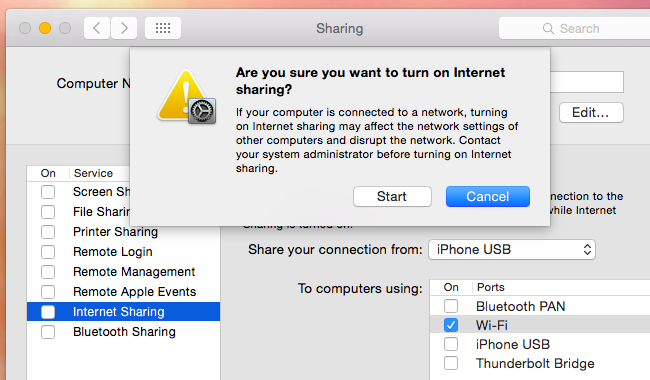 Sharing
Search
Are you sure you want to turn on Internet
sharing?
If your computer is connected to a network, turning
on Internet sharing may affect the network settings of
other computers and disrupt the network. Contact
your system administrator before turning on Internet
sharing.
Start Cancel
Computer N
Edit...
On Service
Screen Sh
File Sharin
Printer Sharing
Remote Login
Remote Management
Remote Apple Events
Internet Sharing
Bluetooth Sharing
nnection to the
while Internet
Sharing is turned on.
Share your connection from: iPhone USB
To computers using:
On Ports
Bluetooth PAN
Wi-Fi
iPhone USB
Thunderbolt Bridge